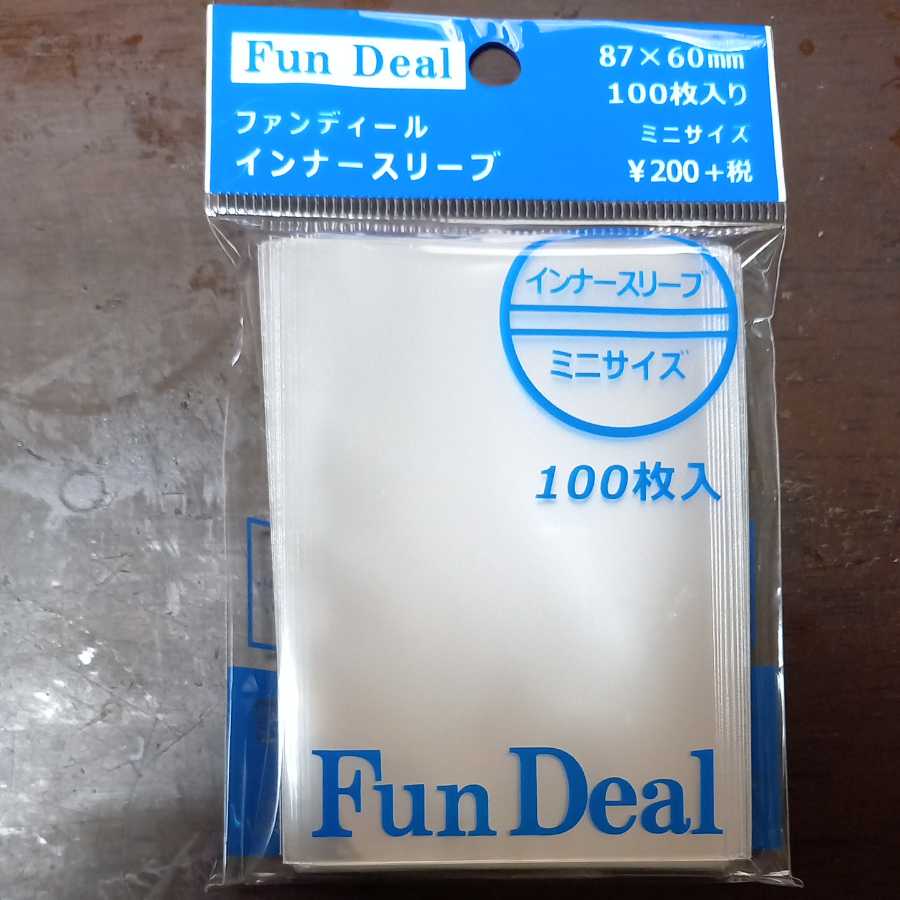 Fun Deal
ファンディール
インナースリーブ
87×60mm
100枚入り
ミニサイズ
¥200+税
インナースリーブ
ミニサイズ
100枚入
Fun Deal